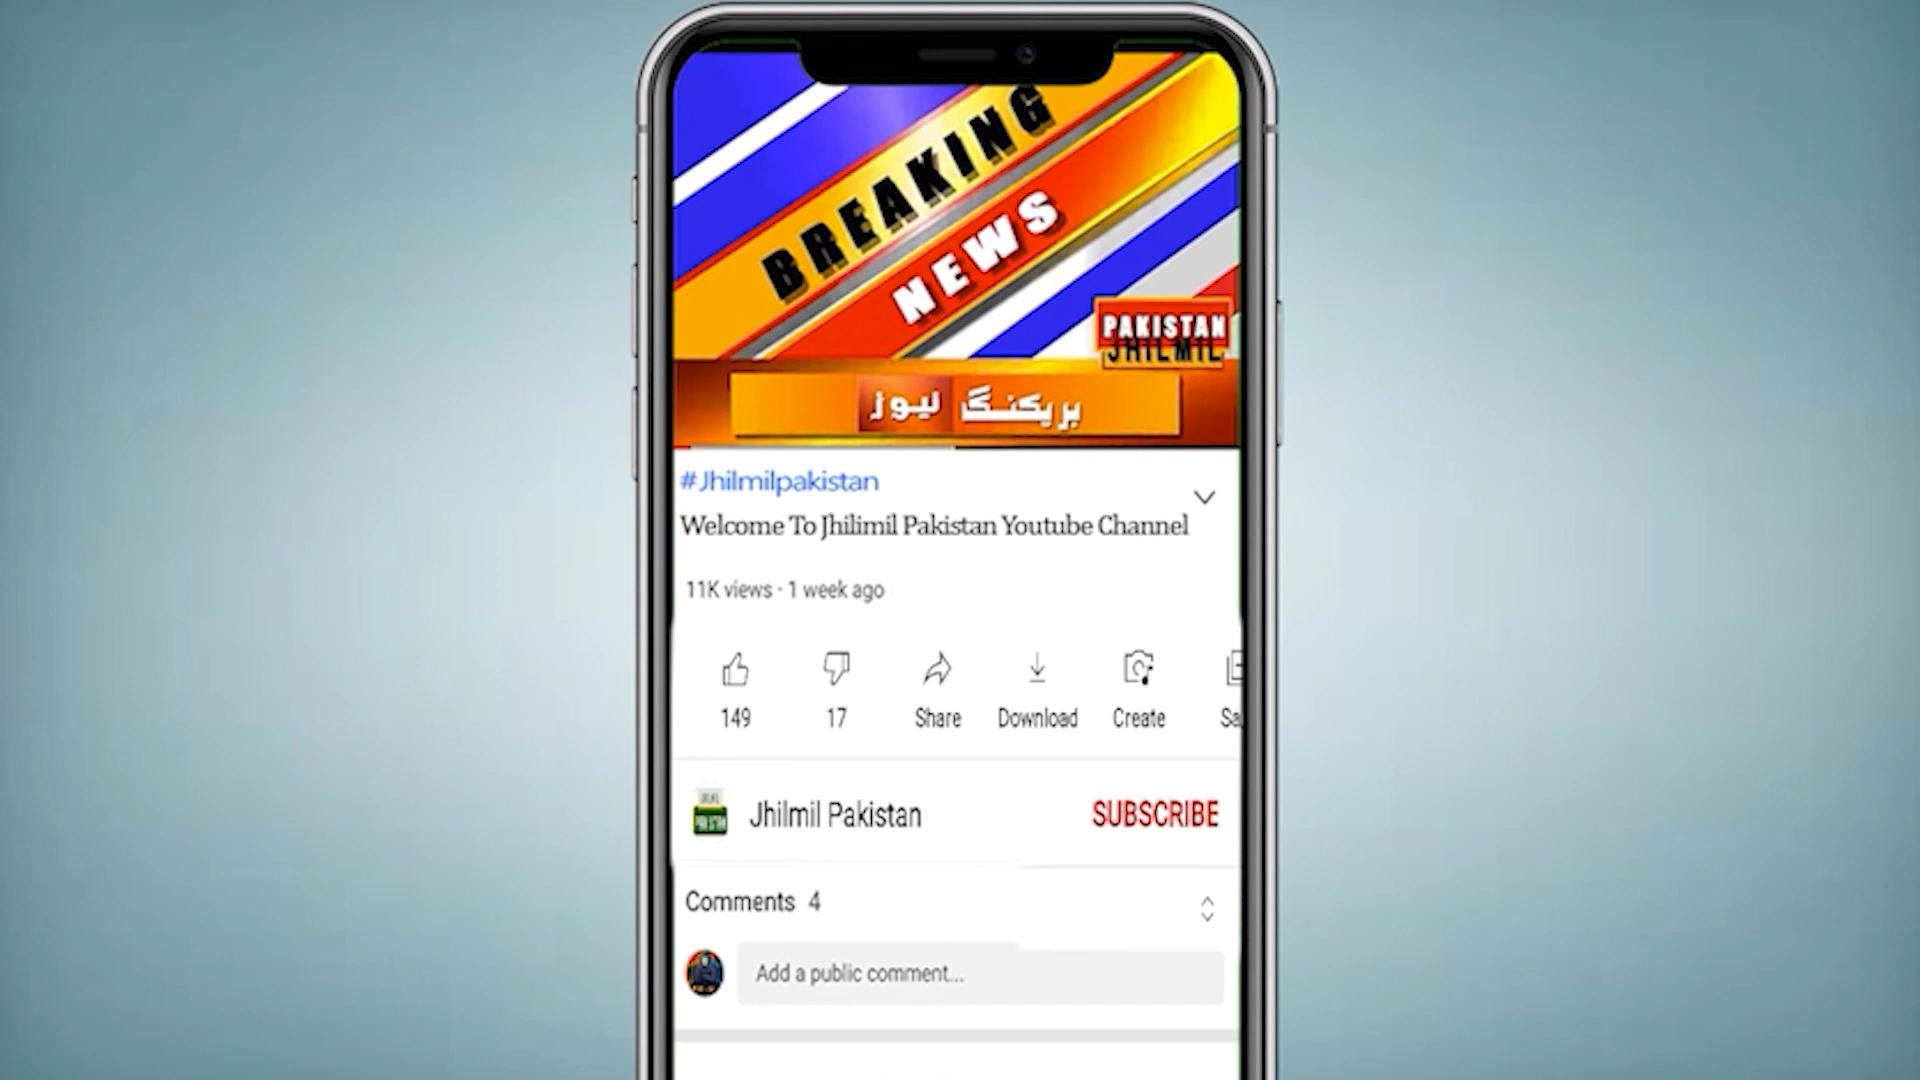 BREAKING
NEWS
PAKISTAN
JHILMIL
بریکنگ نیوز
#Jhilmilpakistan
Welcome To Jhilimil Pakistan Youtube Channel
11K views · 1 week ago
149
17
Share
Download
Create
Sa
Jhilmil Pakistan
SUBSCRIBE
Comments 4
Add a public comment...